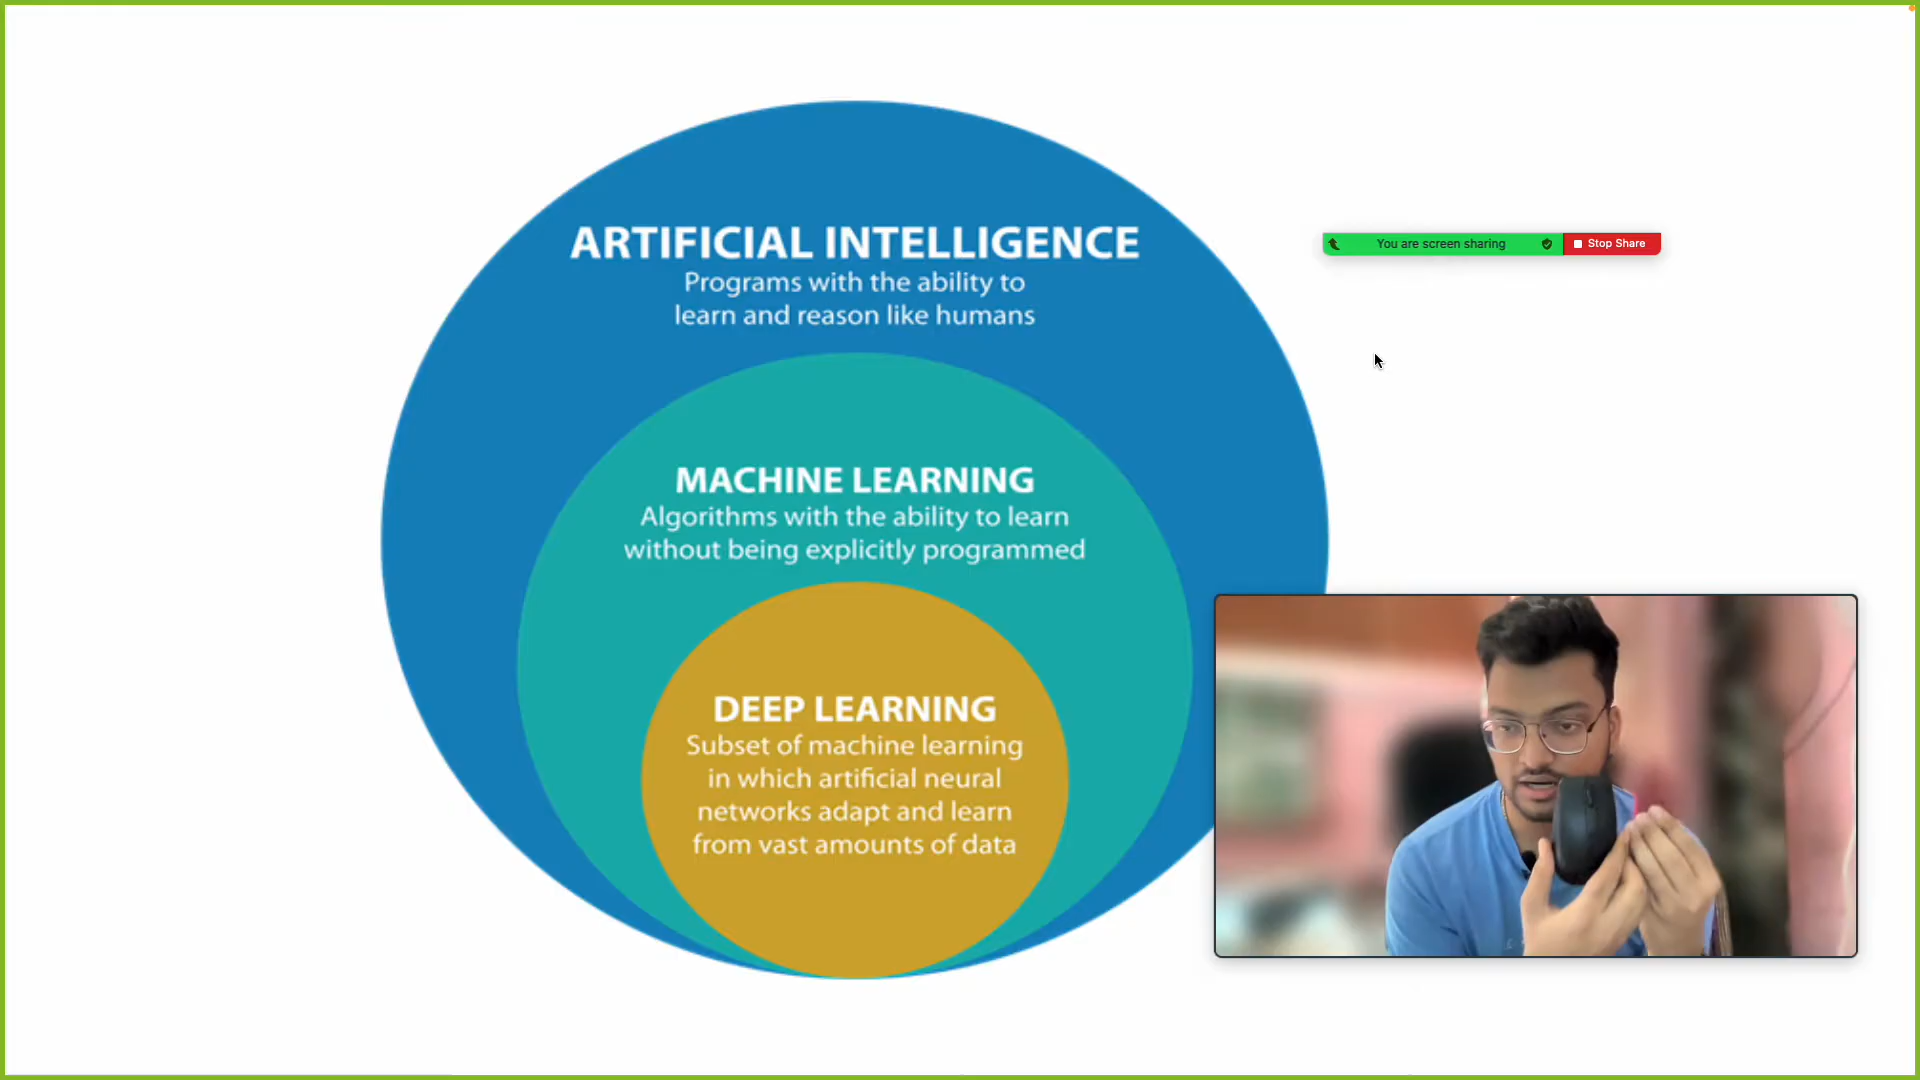 ARTIFICIAL INTELLIGENCE
Programs with the ability to
learn and reason like humans
You are screen sharing
Stop Share
MACHINE LEARNING
Algorithms with the ability to learn
without being explicitly programmed
DEEP LEARNING
Subset of machine learning
in which artificial neural
networks adapt and learn
from vast amounts of data